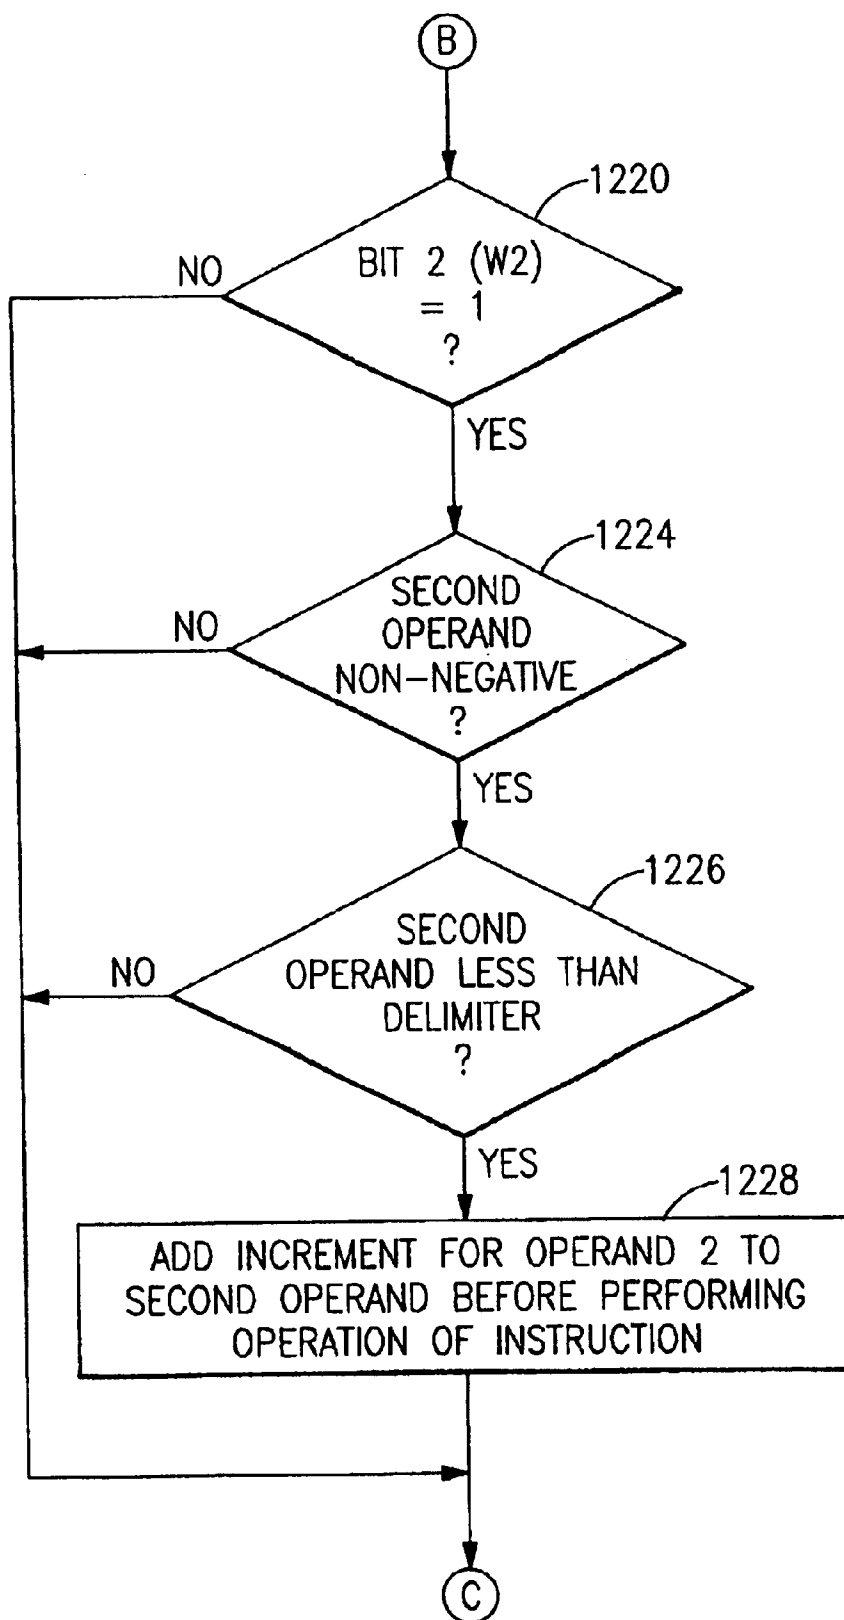 B
1220
BIT 2 (W2)
= 1
?
NO
YES
1224
SECOND
OPERAND
NON-NEGATIVE
?
NO
YES
1226
SECOND
OPERAND LESS THAN
DELIMITER
?
NO
YES
1228
ADD INCREMENT FOR OPERAND 2 TO
SECOND OPERAND BEFORE PERFORMING
OPERATION OF INSTRUCTION
C